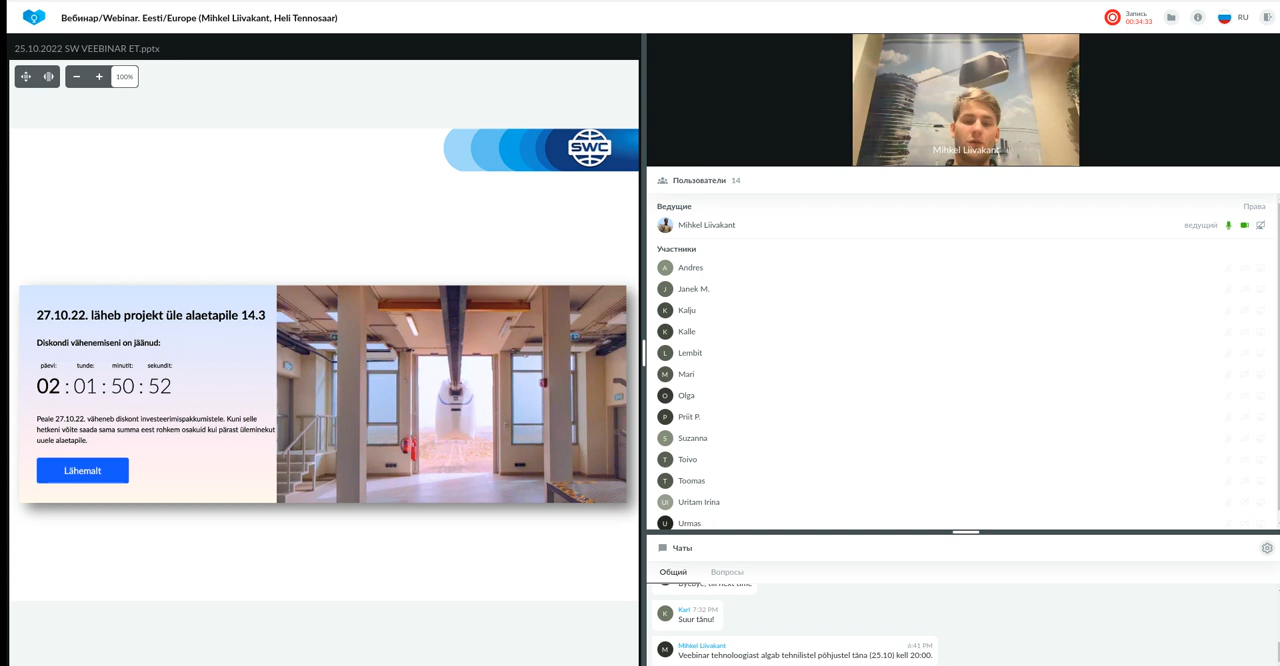 Вебинар/Webinar. Eesti/Europe (Mihkel Liivakant, Heli Tennosaar)
Запись
00:34:33
RU
25.10.2022 SW VEEBINAR ET.pptx
100%
SWC
27.10.22. läheb projekt üle alaetapile 14.3
Diskondi vähenemiseni on jäänud:
päevi: tunde: minutit: sekundit:
02 : 01 : 50 : 52
Peale 27.10.22. väheneb diskont investeerimispakkumistele. Kuni selle
hetkeni võite saada sama summa eest rohkem osakuid kui pärast üleminekut
uuele alaetapile.
Lähemalt
Mihkel Liivakant
Пользователи 14
Ведущие Права
Mihkel Liivakant ведущий
Участники
A Andres
J Janek M.
K Kalju
K Kalle
L Lembit
M Mari
O Olga
P Priit P.
S Suzanna
T Toivo
T Toomas
UI Uritam Irina
U Urmas
Чаты
Общий Вопросы
Byebye, till next time
K Karl 7:32 PM
Suur tänu!
M Mihkel Liivakant 6:41 PM
Veebinar tehnoloogiast algab tehnilistel põhjustel täna (25.10) kell 20:00.